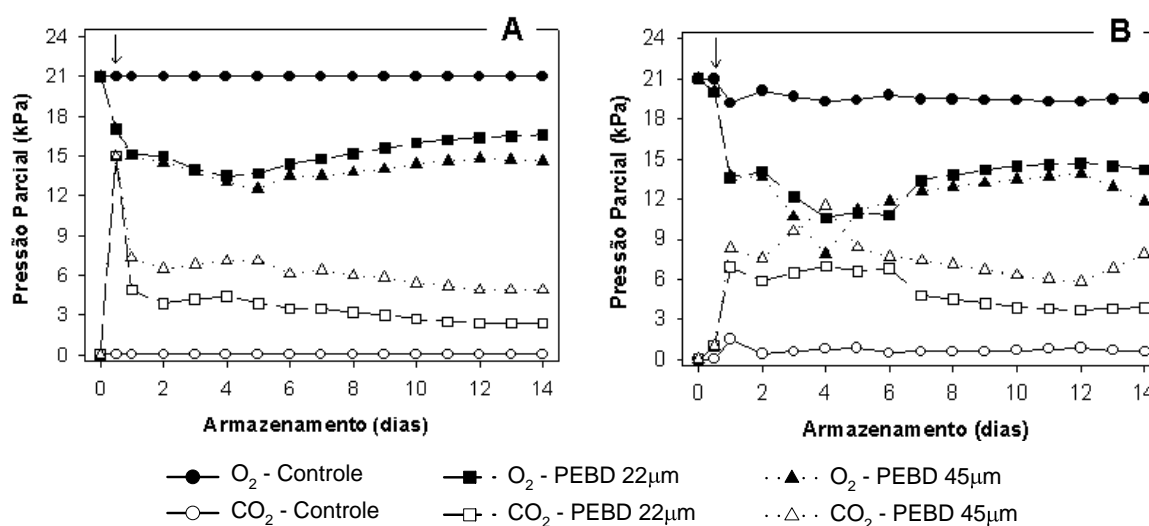 A
B
Pressão Parcial (kPa)
24
21
18
15
12
9
6
3
0
0 2 4 6 8 10 12 14
Armazenamento (dias)
Pressão Parcial (kPa)
24
21
18
15
12
9
6
3
0
0 2 4 6 8 10 12 14
Armazenamento (dias)
O2 - Controle
O2 - PEBD 22µm
O2 - PEBD 45µm
CO2 - Controle
CO2 - PEBD 22µm
CO2 - PEBD 45µm